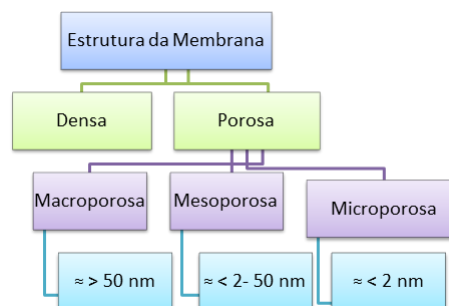 Estrutura da Membrana
Densa
Porosa
Macroporosa
Mesoporosa
Microporosa
≈ > 50 nm
≈ < 2- 50 nm
≈ < 2 nm